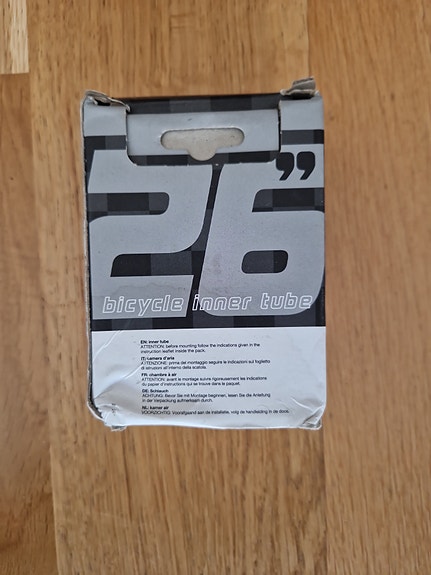 26”
bicycle inner tube
EN: inner tube
ATTENTION: before mounting follow the indications given in the
instruction leaflet inside the pack.
IT: camera d'aria
ATTENZIONE: prima del montaggio seguire le indicazioni sul foglietto
di istruzioni all'interno della scatola.
FR: chambre à air
ATTENTION: avant le montage suivre rigoureusement les indications
du papier d'instructions qui se trouve dans le paquet.
DE: Schlauch
ACHTUNG: Bevor Sie mit Montage beginnen, lesen Sie die Anleitung
in der Verpackung aufmerksam durch.
NL: kamer air
VOORZICHTIG: Voorafgaand aan de installatie, volg de handleiding in de doos.